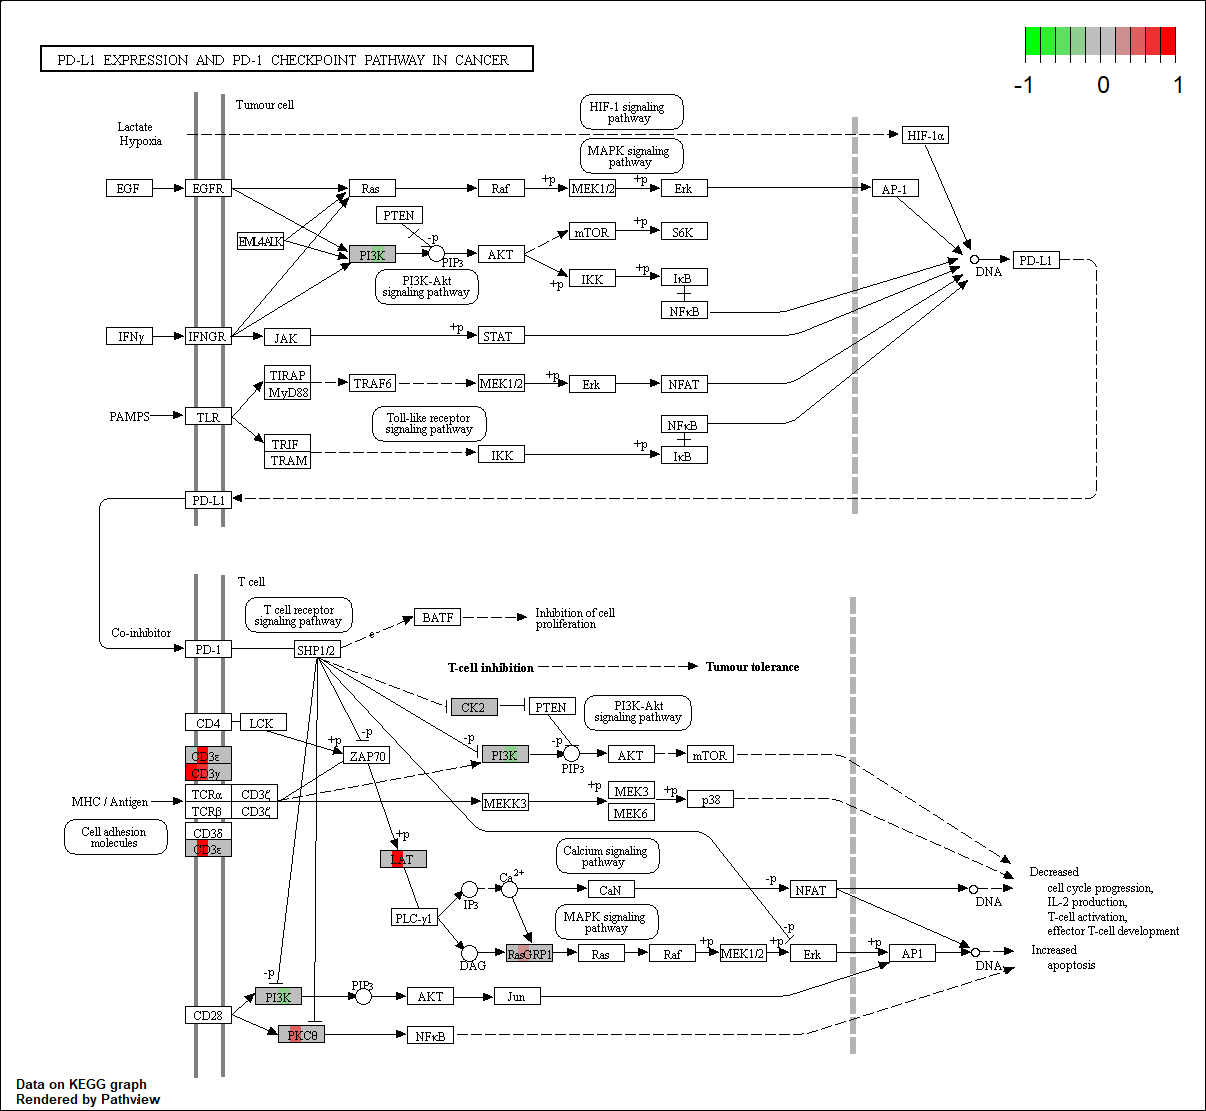 PD-L1 EXPRESSION AND PD-1 CHECKPOINT PATHWAY IN CANCER
-1 0 1
Tumour cell
HIF-1 signaling
pathway
Lactate
Hypoxia
HIF-1α
MAPK signaling
pathway
EGF
EGFR
Ras
Raf
+p
MEK1/2
+p
Erk
AP-1
PTEN
EML4ALK
-p
mTOR
+p
S6K
PI3K
PIP3
AKT
DNA
PD-L1
PI3K-Akt
signaling pathway
+p
IKK
+p
IκB
NFκB
IFNγ
IFNGR
JAK
+p
STAT
TIRAP
MyD88
TRAF6
MEK1/2
+p
Erk
NFAT
PAMPS
TLR
Toll-like receptor
signaling pathway
NFκB
TRIF
TRAM
IKK
+p
IκB
PD-L1
T cell
T cell receptor
signaling pathway
BATF
Inhibition of cell
proliferation
Co-inhibitor
PD-1
SHP1/2
e
T-cell inhibition
Tumour tolerance
CK2
PTEN
PI3K-Akt
signaling pathway
CD4
LCK
+p
-p
ZAP70
-p
PI3K
-p
PIP3
AKT
mTOR
CD3ε
CD3γ
MHC / Antigen
TCRα
CD3ζ
TCRβ
CD3ζ
MEKK3
+p
MEK3
MEK6
+p
p38
Cell adhesion
molecules
CD3δ
CD3ε
+p
LAT
Calcium signaling
pathway
Ca2+
IP3
CaN
-p
NFAT
DNA
Decreased
cell cycle progression,
IL-2 production,
T-cell activation,
effector T-cell development
PLC-γ1
MAPK signaling
pathway
DAG
RasGRP1
Ras
Raf
+p
MEK1/2
+p
-p
Erk
+p
AP1
DNA
Increased
apoptosis
-p
PI3K
PIP3
AKT
Jun
CD28
PKCθ
NFκB
Data on KEGG graph
Rendered by Pathview